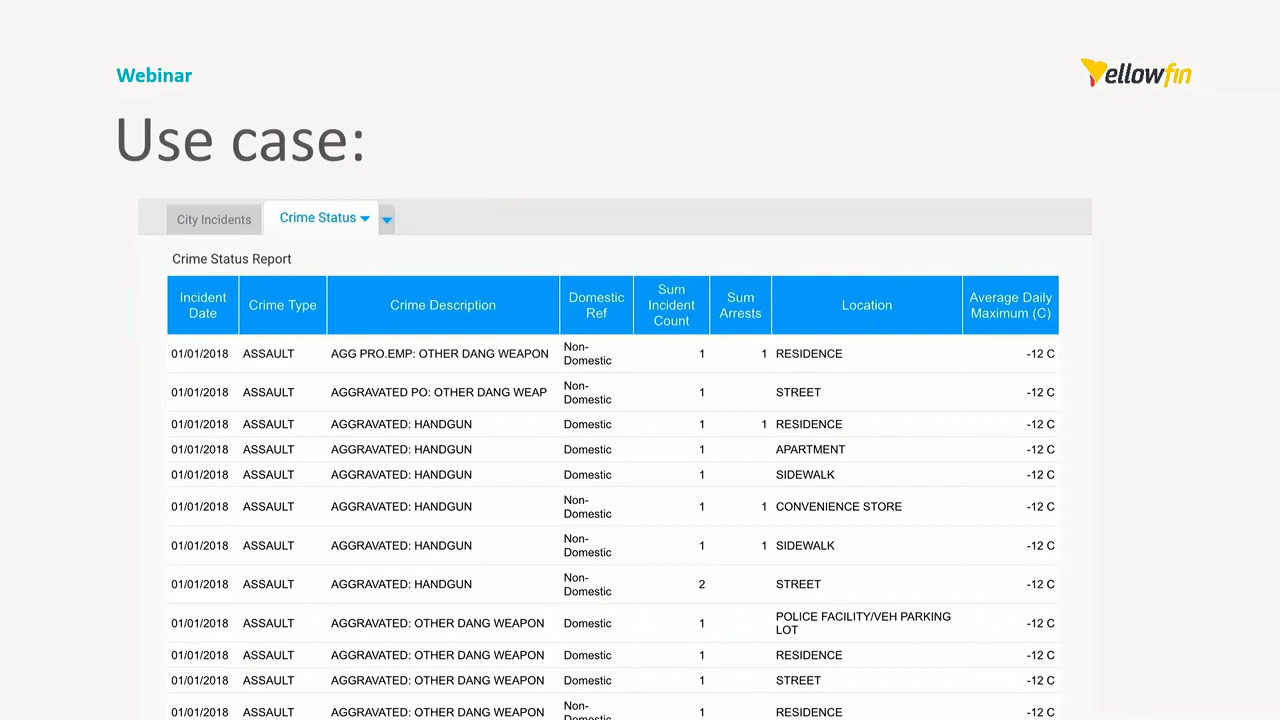 Webinar
Yellowfin
Use case:
City Incidents
Crime Status
Crime Status Report
Incident Date Crime Type Crime Description Domestic Ref Sum Incident Count Sum Arrests Location Average Daily Maximum (C)
01/01/2018 ASSAULT AGG PRO.EMP: OTHER DANG WEAPON Non-Domestic 1 1 RESIDENCE -12 C
01/01/2018 ASSAULT AGGRAVATED PO: OTHER DANG WEAP Non-Domestic 1 STREET -12 C
01/01/2018 ASSAULT AGGRAVATED: HANDGUN Domestic 1 1 RESIDENCE -12 C
01/01/2018 ASSAULT AGGRAVATED: HANDGUN Domestic 1 APARTMENT -12 C
01/01/2018 ASSAULT AGGRAVATED: HANDGUN Domestic 1 SIDEWALK -12 C
01/01/2018 ASSAULT AGGRAVATED: HANDGUN Non-Domestic 1 1 CONVENIENCE STORE -12 C
01/01/2018 ASSAULT AGGRAVATED: HANDGUN Non-Domestic 1 1 SIDEWALK -12 C
01/01/2018 ASSAULT AGGRAVATED: HANDGUN Non-Domestic 2 STREET -12 C
01/01/2018 ASSAULT AGGRAVATED: OTHER DANG WEAPON Domestic 1 POLICE FACILITY/VEH PARKING LOT -12 C
01/01/2018 ASSAULT AGGRAVATED: OTHER DANG WEAPON Domestic 1 RESIDENCE -12 C
01/01/2018 ASSAULT AGGRAVATED: OTHER DANG WEAPON Domestic 1 STREET -12 C
01/01/2018 ASSAULT AGGRAVATED: OTHER DANG WEAPON Non-Domestic 1 RESIDENCE -12 C